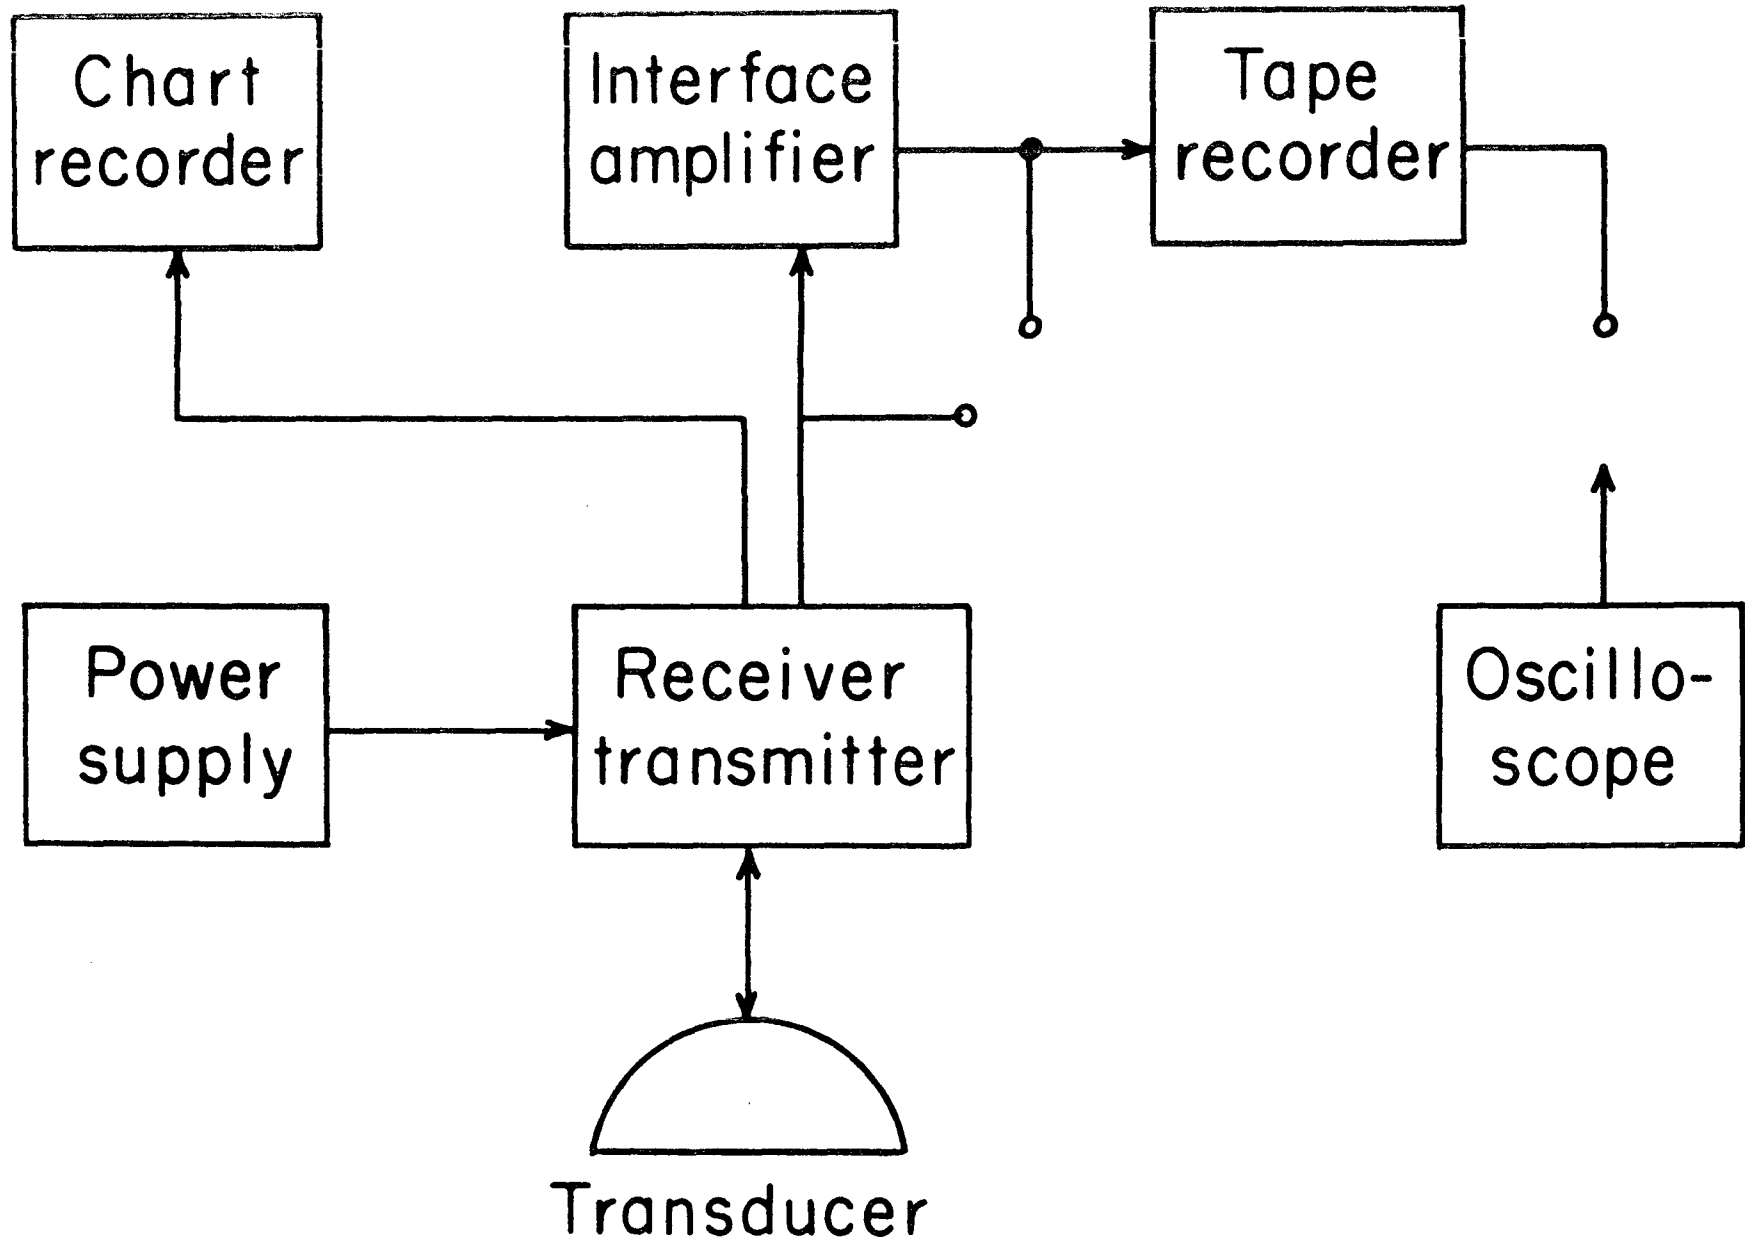 Chart
recorder
Interface
amplifier
Tape
recorder
Power
supply
Receiver
transmitter
Oscillo-
scope
Transducer